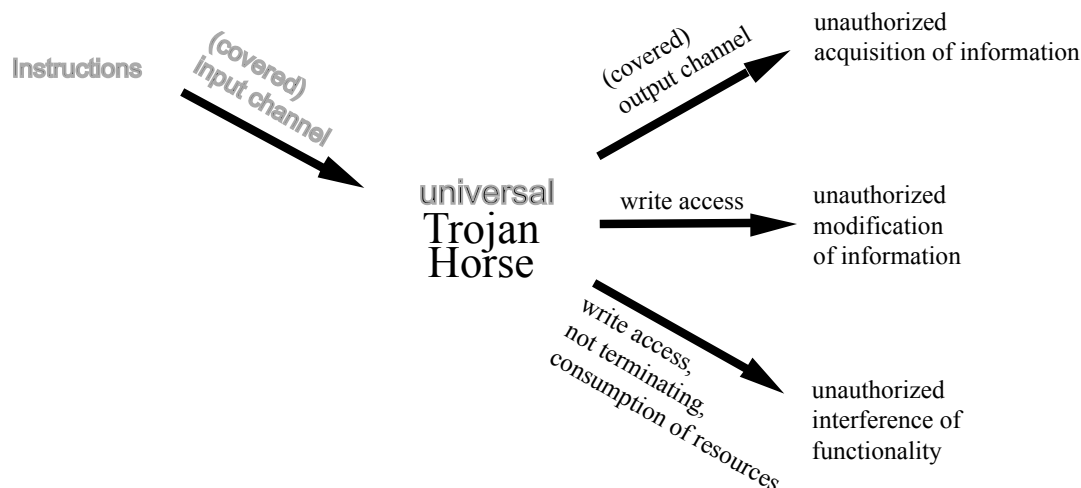 Instructions
(covered)
input channel
universal
Trojan
Horse
(covered)
output channel
unauthorized
acquisition of information
write access
unauthorized
modification
of information
write access,
not terminating,
consumption of resources
unauthorized
interference of
functionality